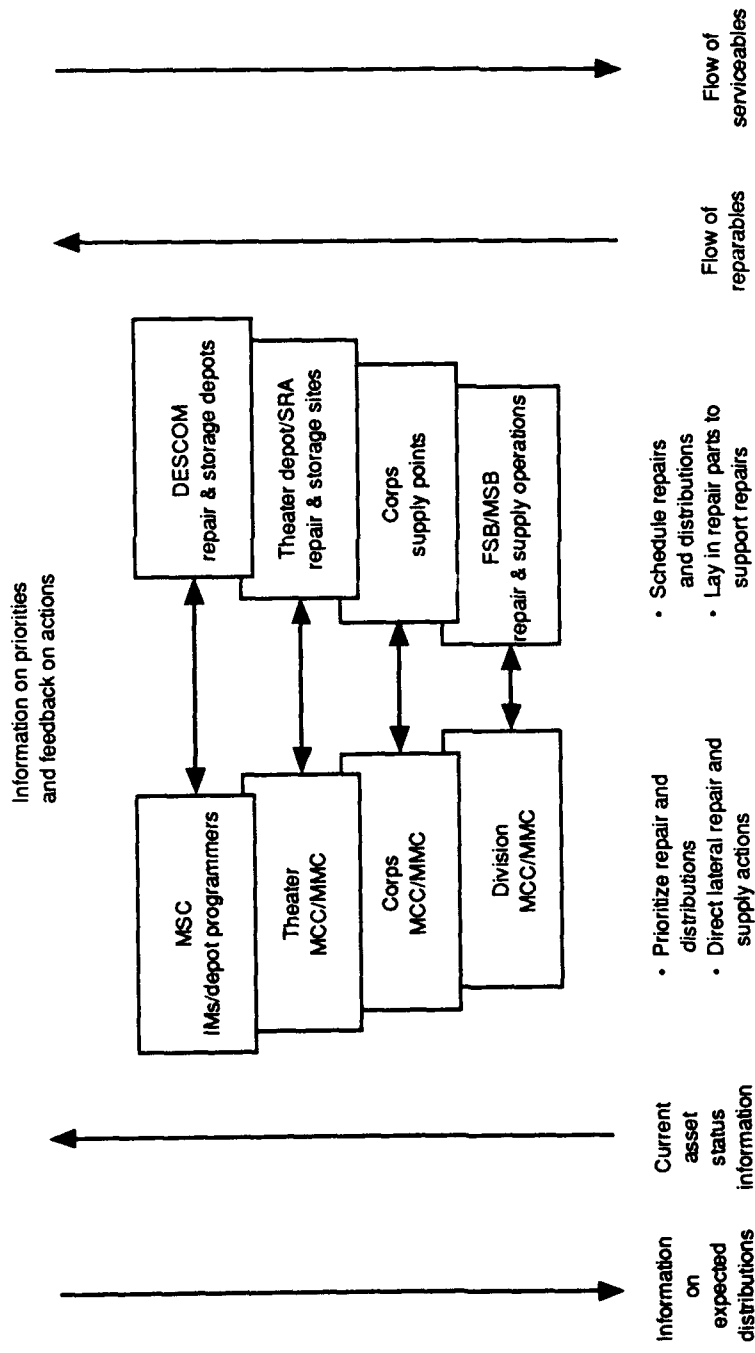 Information on priorities
and feedback on actions
MSC
IMs/depot programmers
Theater
MCC/MMC
Corps
MCC/MMC
Division
MCC/MMC
DESCOM
repair & storage depots
Theater depot/SRA
repair & storage sites
Corps
supply points
FSB/MSB
repair & supply operations
Information
on
expected
distributions
Current
asset
status
information
• Prioritize repair and
distributions
• Direct lateral repair and
supply actions
• Schedule repairs
and distributions
• Lay in repair parts to
support repairs
Flow of
reparables
Flow of
serviceables